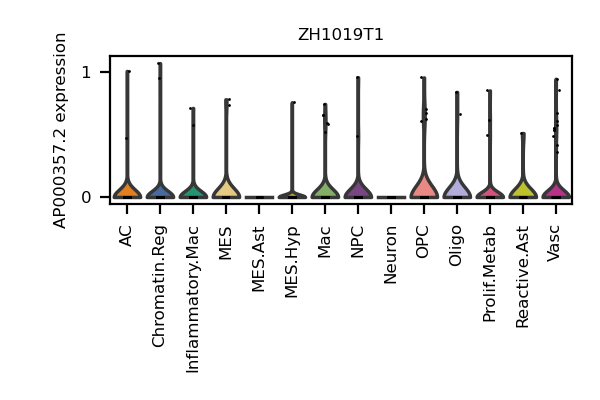 ZH1019T1
AP000357.2 expression
1
0
AC
Chromatin.Reg
Inflammatory.Mac
MES
MES.Ast
MES.Hyp
Mac
NPC
Neuron
OPC
Oligo
Prolif.Metab
Reactive.Ast
Vasc